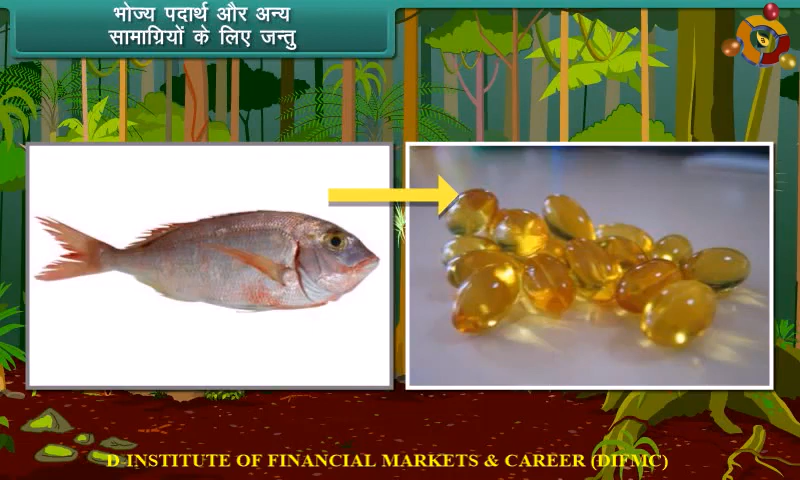 भोज्य पदार्थ और अन्य
सामाग्रियों के लिए जन्तु
D INSTITUTE OF FINANCIAL MARKETS & CAREER (DIFMC)